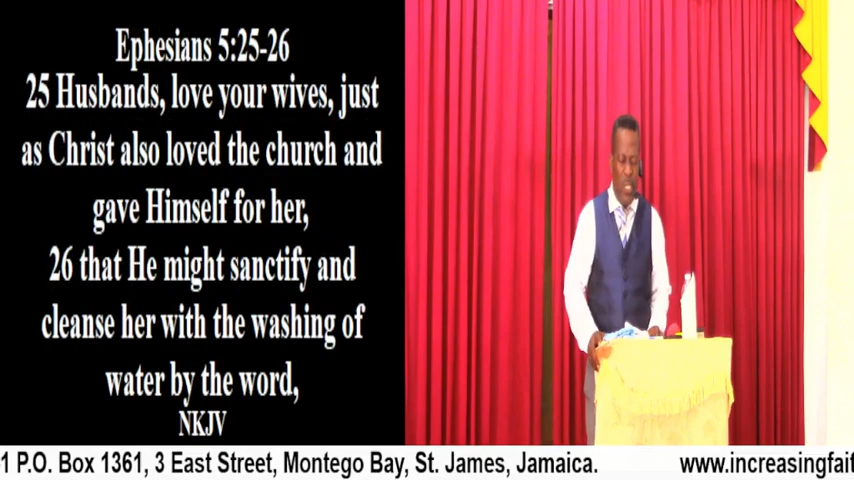 Ephesians 5:25-26
25 Husbands, love your wives, just
as Christ also loved the church and
gave Himself for her,
26 that He might sanctify and
cleanse her with the washing of
water by the word,
NKJV
1 P.O. Box 1361, 3 East Street, Montego Bay, St. James, Jamaica. www.increasingfait